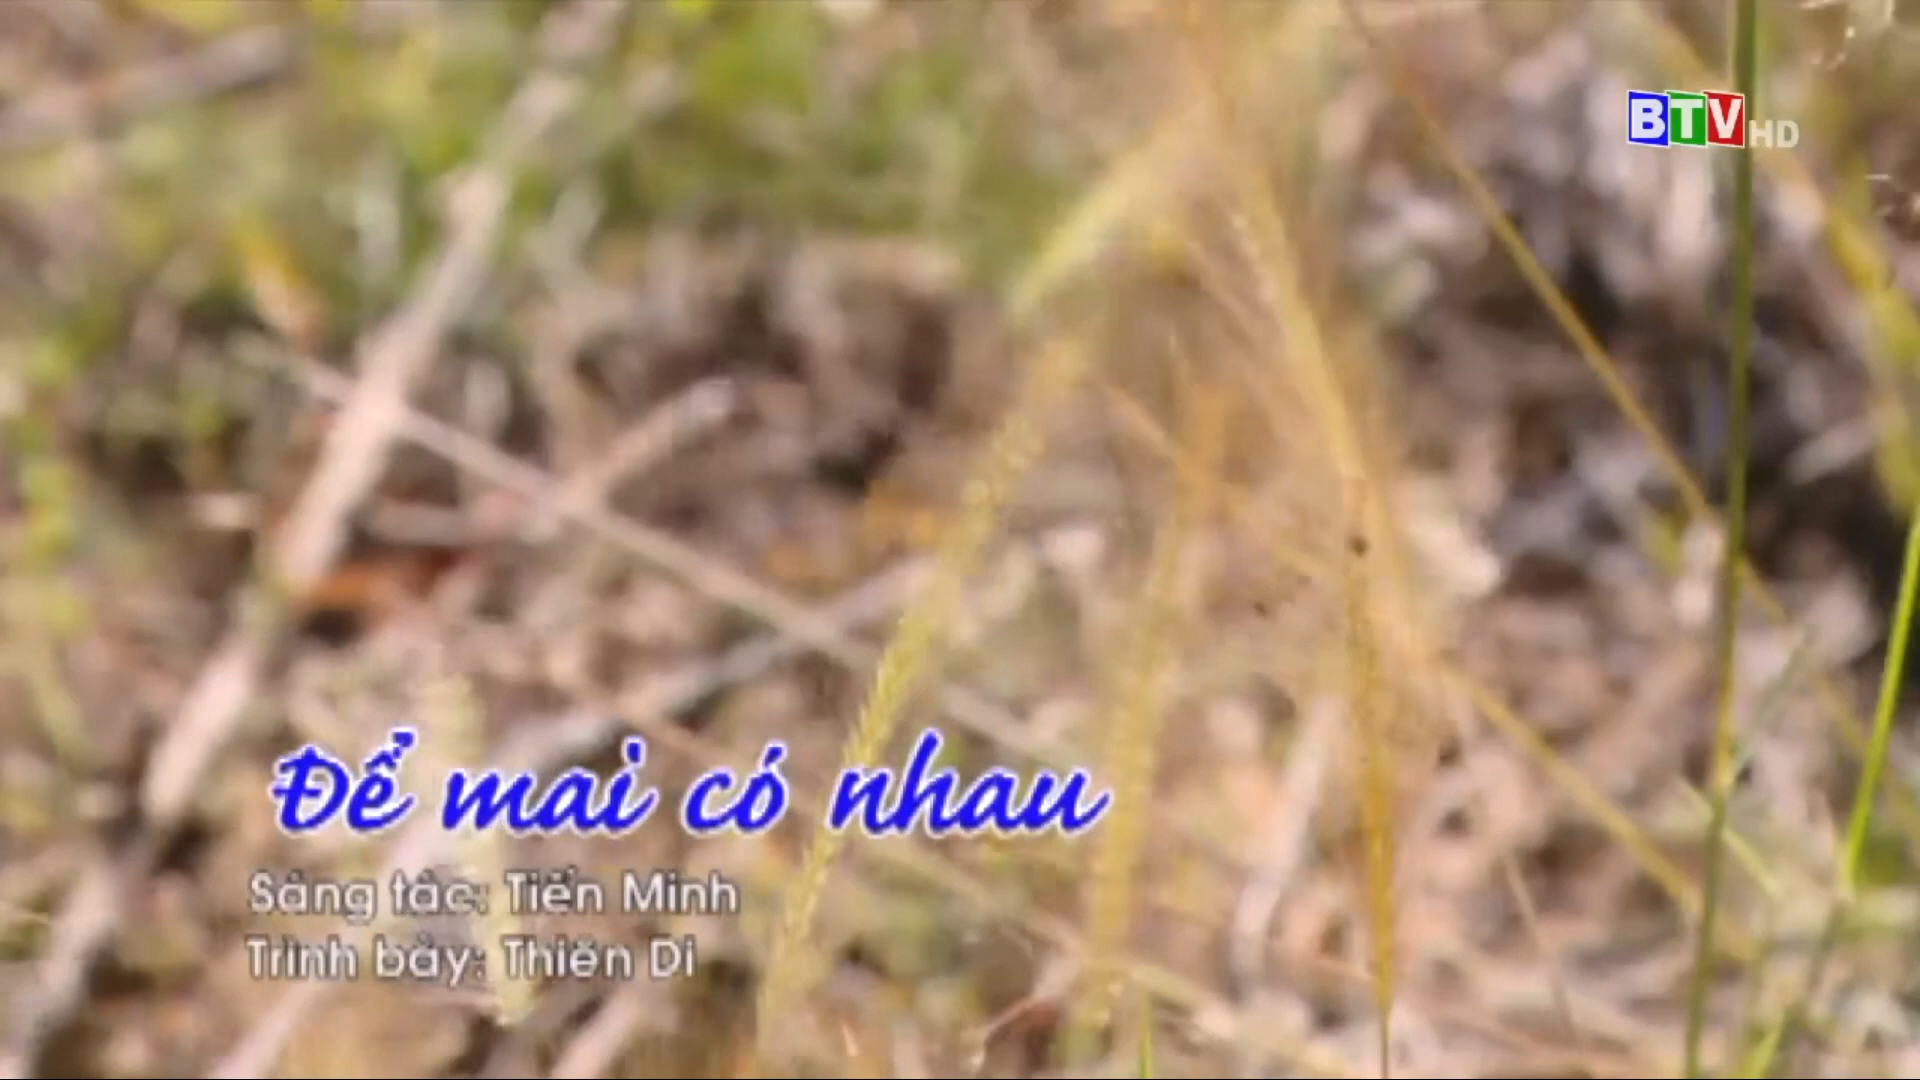 BTV HD
Để mai có nhau
Sáng tác: Tiến Minh
Trình bày: Thiên Di